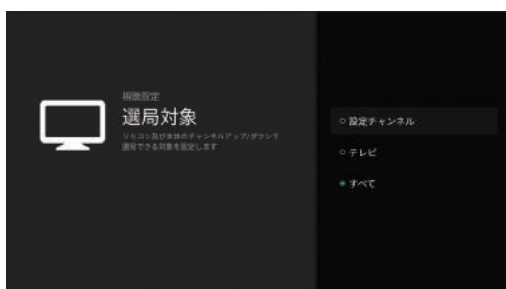 視聴設定
選局対象
リモコン及び本体のチャンネルアップ/ダウンで
選局できる対象を設定します
設定チャンネル
テレビ
すべて